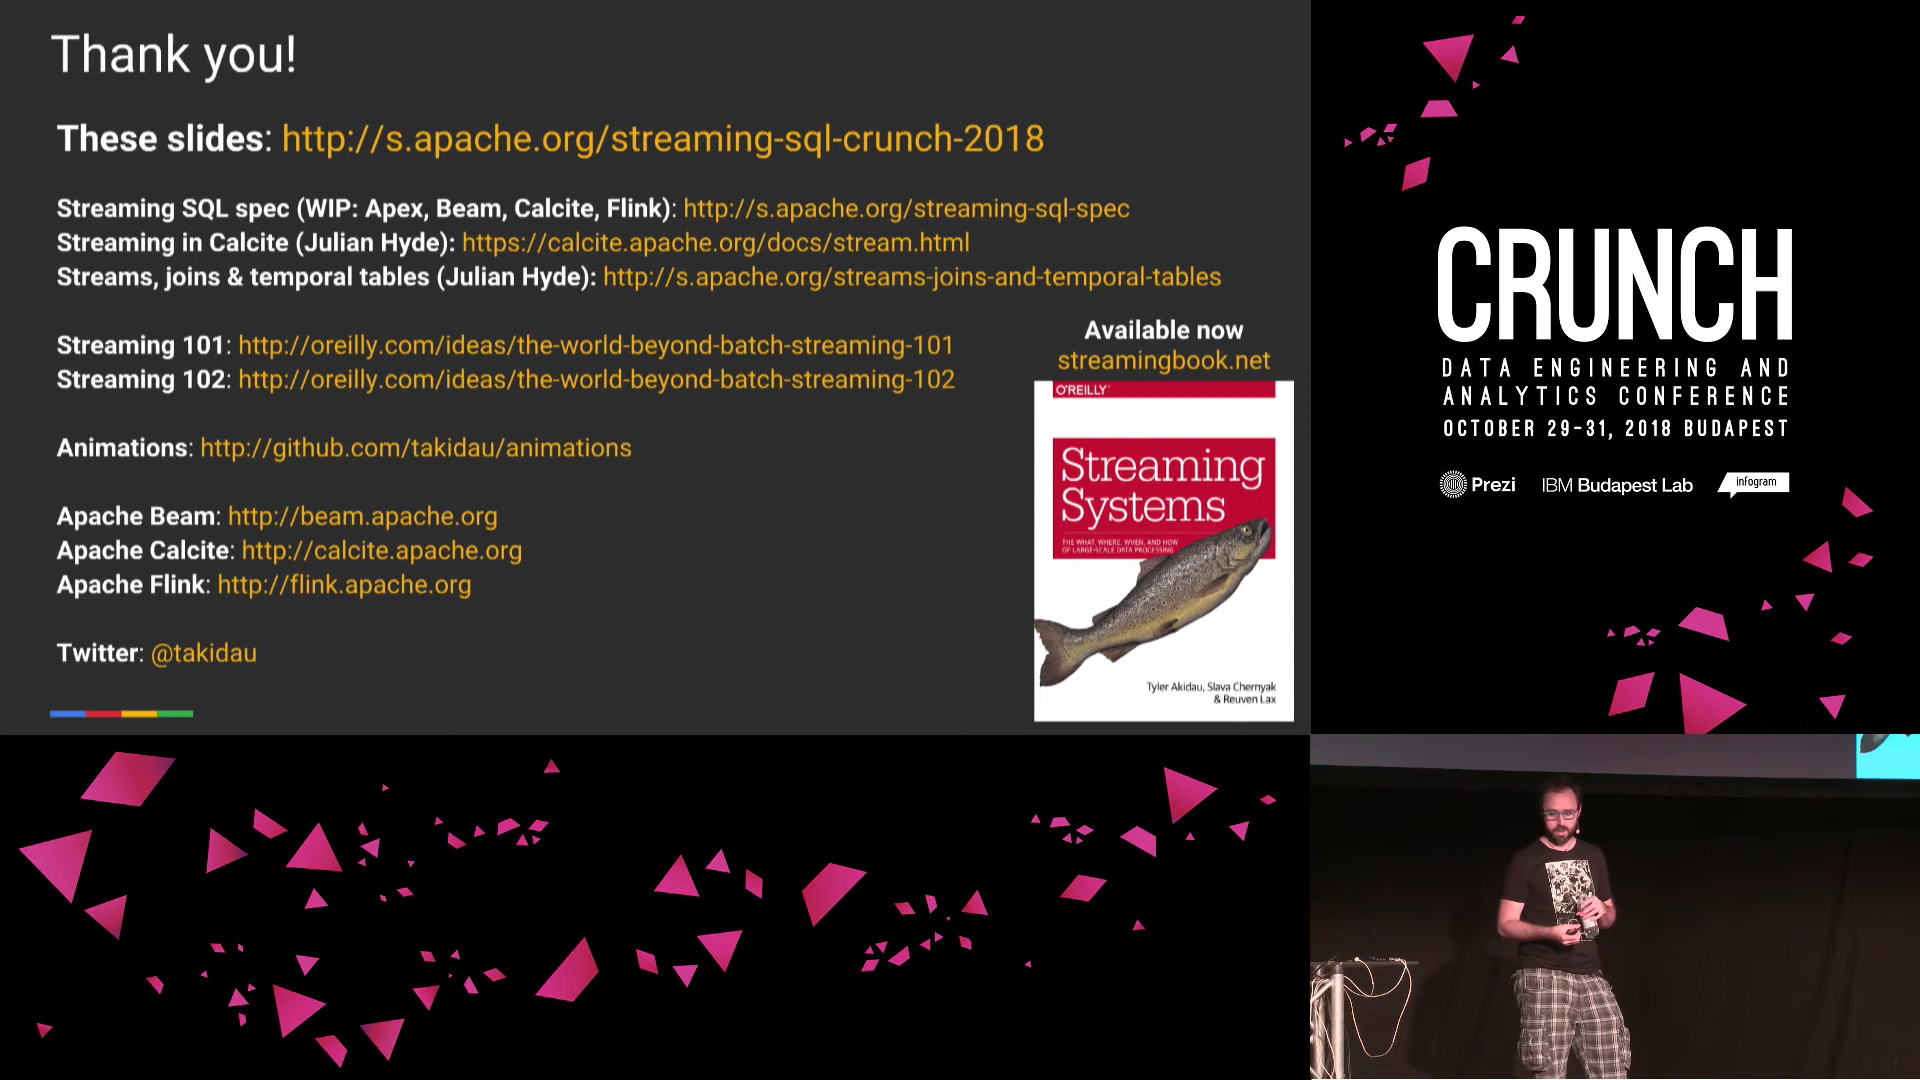 Thank you!
These slides: http://s.apache.org/streaming-sql-crunch-2018
Streaming SQL spec (WIP: Apex, Beam, Calcite, Flink): http://s.apache.org/streaming-sql-spec
Streaming in Calcite (Julian Hyde): https://calcite.apache.org/docs/stream.html
Streams, joins & temporal tables (Julian Hyde): http://s.apache.org/streams-joins-and-temporal-tables
Streaming 101: http://oreilly.com/ideas/the-world-beyond-batch-streaming-101
Streaming 102: http://oreilly.com/ideas/the-world-beyond-batch-streaming-102
Animations: http://github.com/takidau/animations
Apache Beam: http://beam.apache.org
Apache Calcite: http://calcite.apache.org
Apache Flink: http://flink.apache.org
Twitter: @takidau
Available now
streamingbook.net
O'REILLY
Streaming
Systems
THE WHAT, WHERE, WHEN, AND HOW
OF LARGE-SCALE DATA PROCESSING
Tyler Akidau, Slava Chernyak
& Reuven Lax
CRUNCH
DATA ENGINEERING AND
ANALYTICS CONFERENCE
OCTOBER 29-31, 2018 BUDAPEST
Prezi IBM Budapest Lab infogram